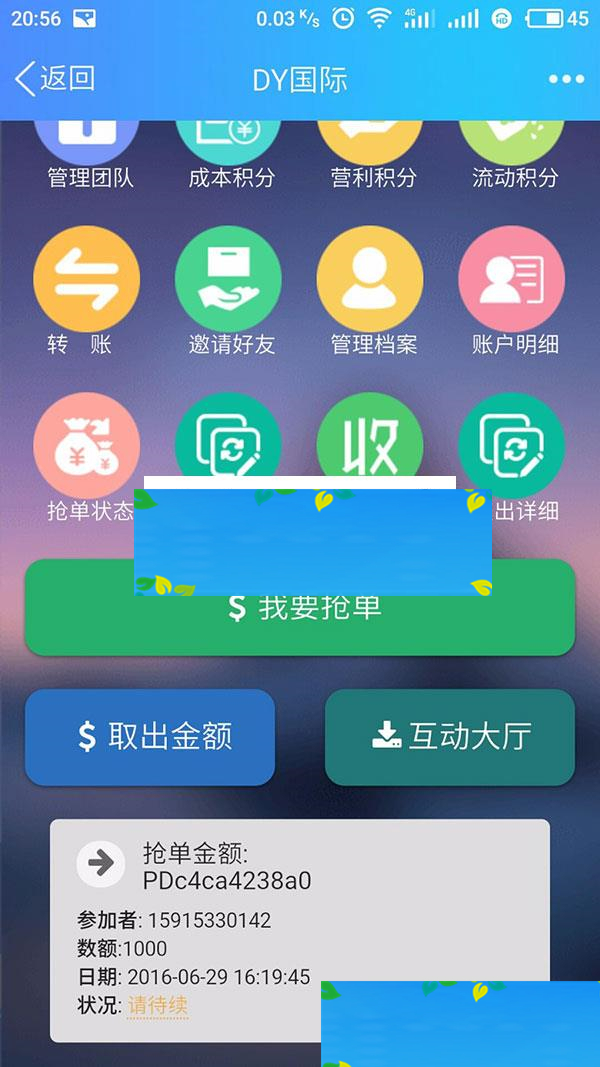 20:56 0.03 K/s 4G HD 45
返回 DY国际
管理团队 成本积分 营利积分 流动积分
转 账 邀请好友 管理档案 账户明细
收
抢单状态 出详细
$ 我要抢单
$ 取出金额 互动大厅
抢单金额:
PDc4ca4238a0
参加者: 15915330142
数额:1000
日期: 2016-06-29 16:19:45
状况: 请待续